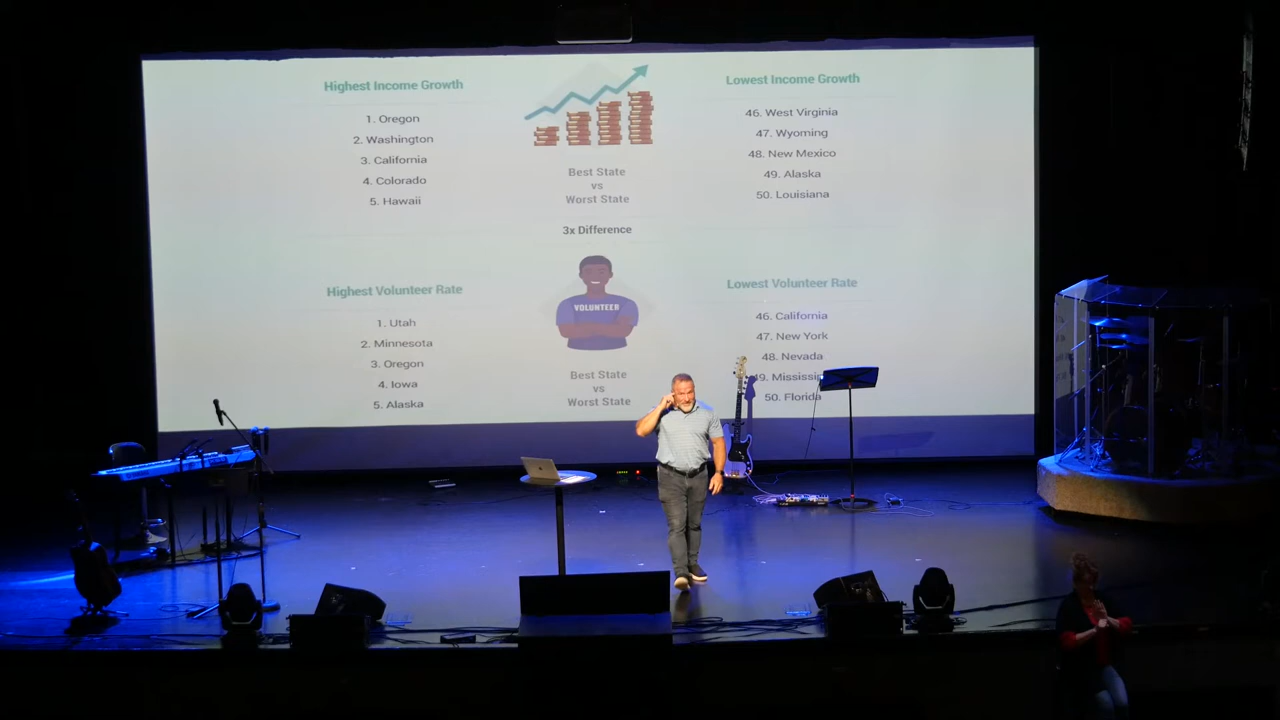 Highest Income Growth
1. Oregon
2. Washington
3. California
4. Colorado
5. Hawaii
Best State
vs
Worst State
3x Difference
Lowest Income Growth
46. West Virginia
47. Wyoming
48. New Mexico
49. Alaska
50. Louisiana
Highest Volunteer Rate
1. Utah
2. Minnesota
3. Oregon
4. Iowa
5. Alaska
VOLUNTEER
Best State
vs
Worst State
Lowest Volunteer Rate
46. California
47. New York
48. Nevada
49. Mississip
50. Florida